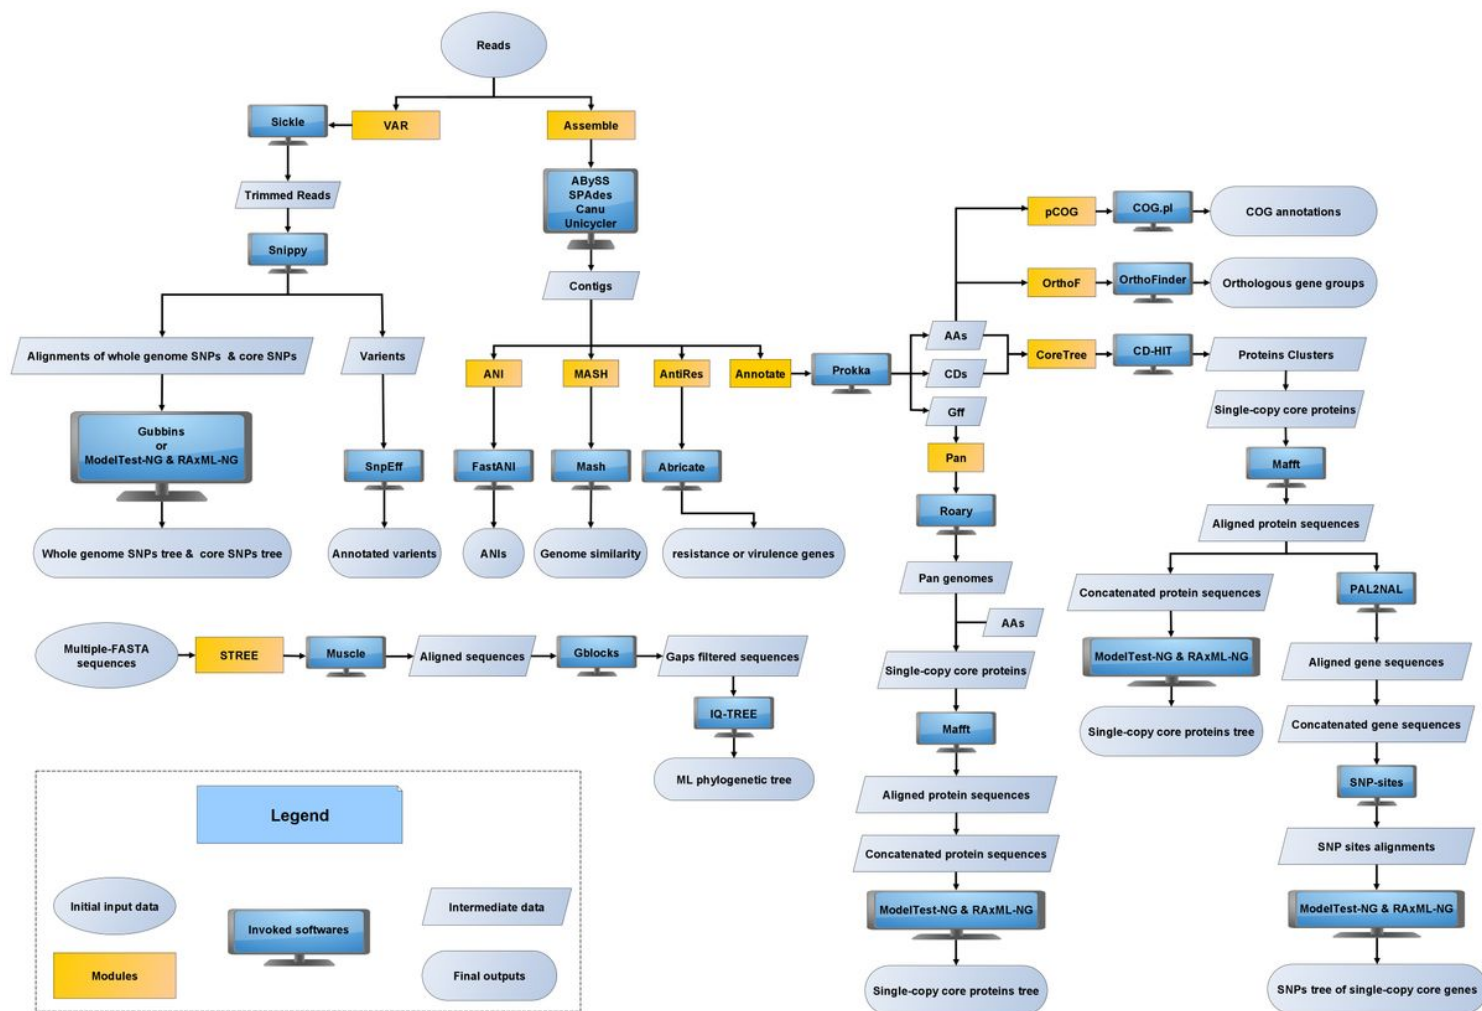 Reads
Sickle
VAR
Assemble
Trimmed Reads
ABySS
SPAdes
Canu
Unicycler
Snippy
Contigs
pCOG
COG.pl
COG annotations
OrthoF
OrthoFinder
Orthologous gene groups
Alignments of whole genome SNPs & core SNPs
Varients
ANI
MASH
AntiRes
Annotate
Prokka
AAs
CDs
Gff
CoreTree
CD-HIT
Proteins Clusters
Single-copy core proteins
Gubbins
or
ModelTest-NG & RAxML-NG
SnpEff
FastANI
Mash
Abricate
Pan
Roary
Mafft
Aligned protein sequences
Whole genome SNPs tree & core SNPs tree
Annotated varients
ANIs
Genome similarity
resistance or virulence genes
Pan genomes
AAs
Concatenated protein sequences
PAL2NAL
Multiple-FASTA
sequences
STREE
Muscle
Aligned sequences
Gblocks
Gaps filtered sequences
Single-copy core proteins
ModelTest-NG & RAxML-NG
Aligned gene sequences
IQ-TREE
Mafft
Single-copy core proteins tree
Concatenated gene sequences
ML phylogenetic tree
Aligned protein sequences
SNP-sites
Concatenated protein sequences
SNP sites alignments
ModelTest-NG & RAxML-NG
ModelTest-NG & RAxML-NG
Single-copy core proteins tree
SNPs tree of single-copy core genes
Legend
Initial input data
Invoked softwares
Intermediate data
Modules
Final outputs